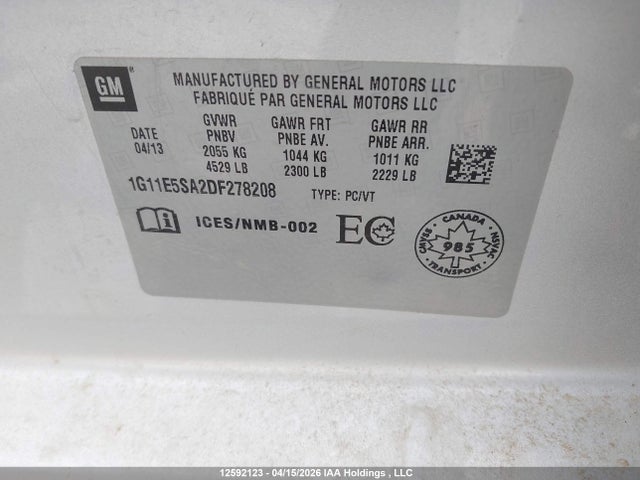 GM
MANUFACTURED BY GENERAL MOTORS LLC
FABRIQUÉ PAR GENERAL MOTORS LLC
DATE
04/13
GVWR
PNBV
2055 KG
4529 LB
GAWR FRT
PNBE AV.
1044 KG
2300 LB
GAWR RR
PNBE ARR.
1011 KG
2229 LB
1G11E5SA2DF278208 TYPE: PC/VT
i
ICES/NMB-002
EC
CANADA
CMVSS
985
NSVAC
TRANSPORT
12592123 - 04/15/2026 IAA Holdings , LLC